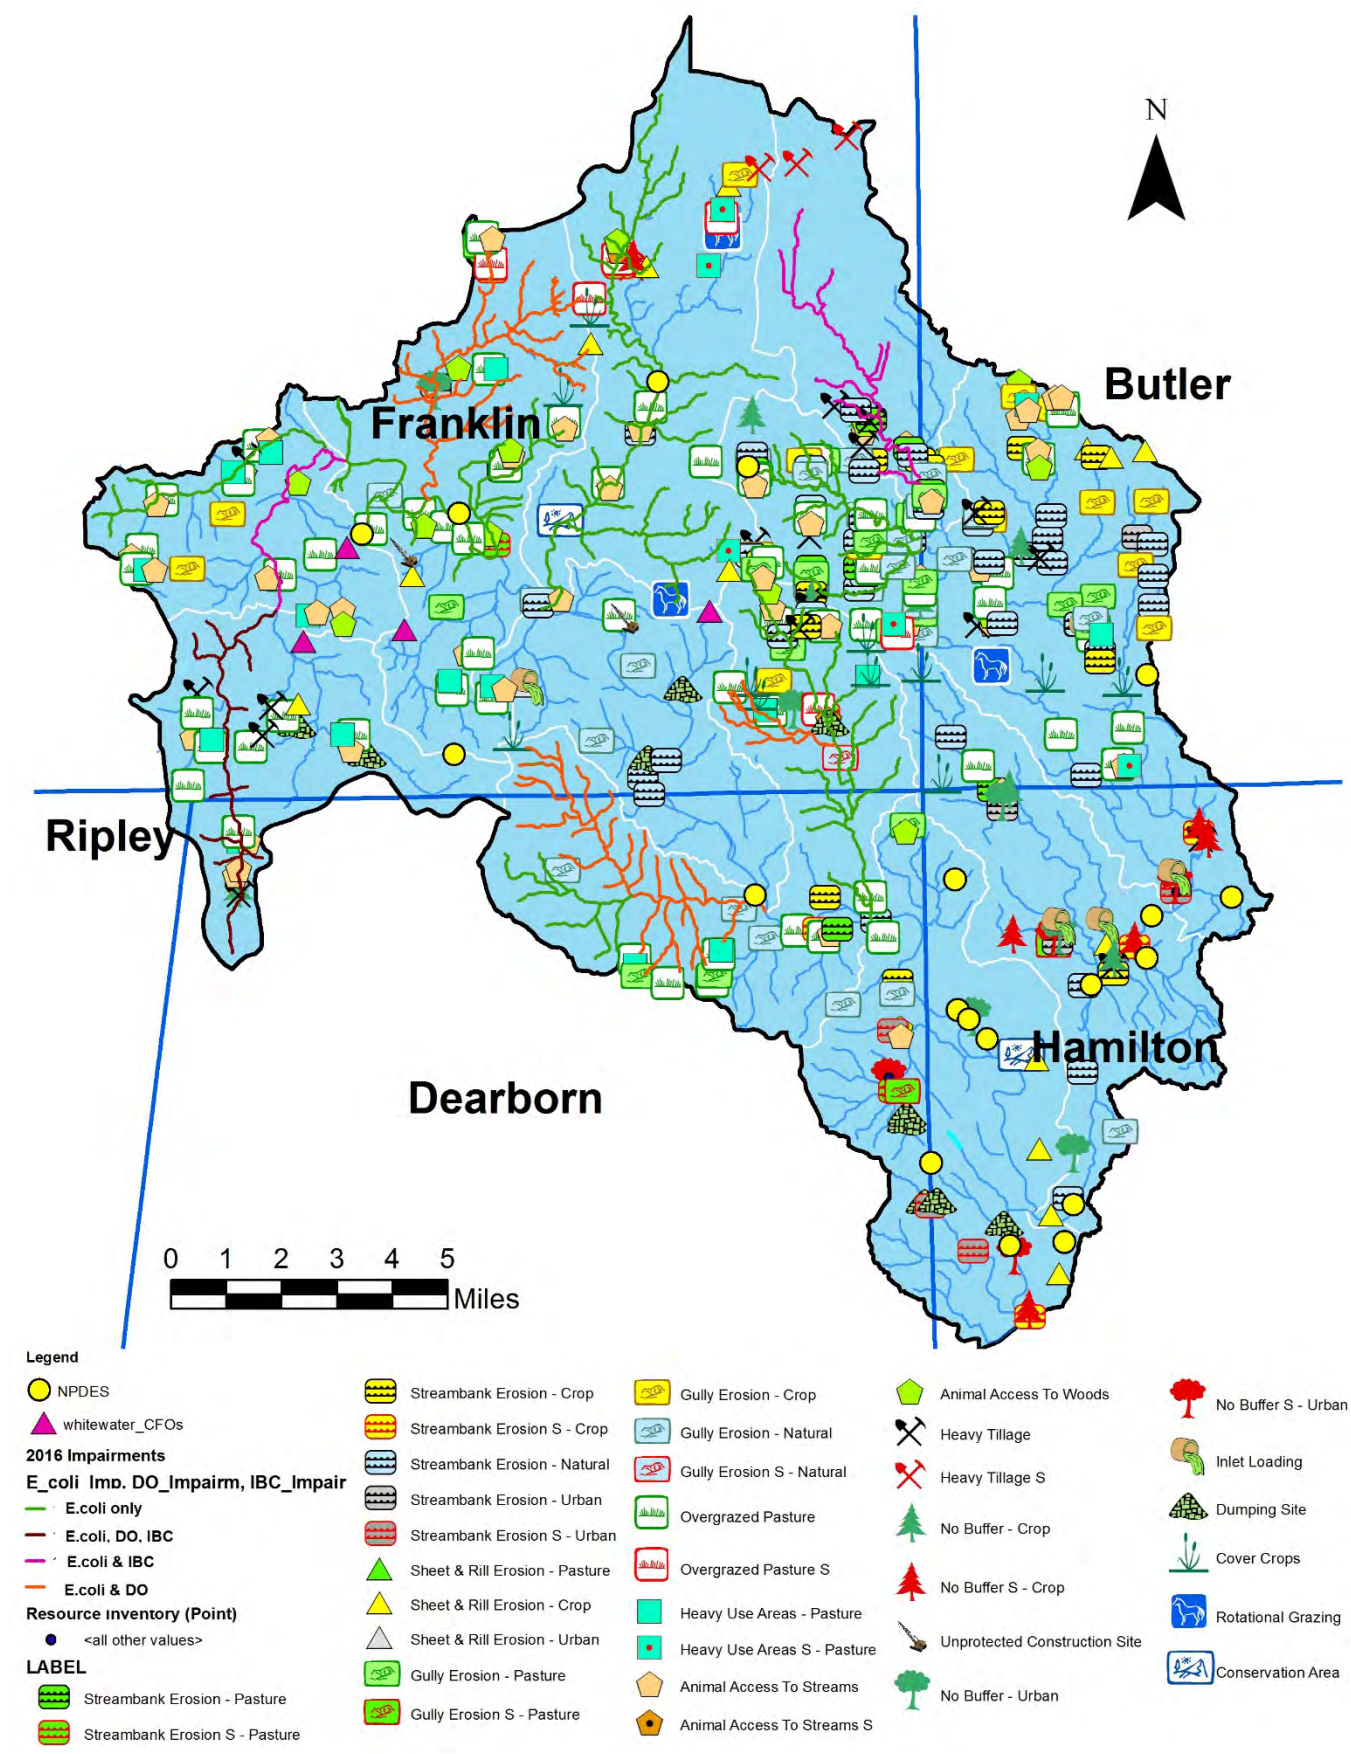 N
Butler
Franklin
Ripley
Hamilton
Dearborn
0 1 2 3 4 5
Miles
Legend
NPDES
whitewater_CFOs
2016 Impairments
E_coli_Imp, DO_Impairm, IBC_Impair
E.coli only
E.coli, DO, IBC
E.coli & IBC
E.coli & DO
Resource Inventory (Point)
<all other values>
LABEL
Streambank Erosion - Pasture
Streambank Erosion S - Pasture
Streambank Erosion - Crop
Streambank Erosion S - Crop
Streambank Erosion - Natural
Streambank Erosion - Urban
Streambank Erosion S - Urban
Sheet & Rill Erosion - Pasture
Sheet & Rill Erosion - Crop
Sheet & Rill Erosion - Urban
Gully Erosion - Pasture
Gully Erosion S - Pasture
Gully Erosion - Crop
Gully Erosion - Natural
Gully Erosion S - Natural
Overgrazed Pasture
Overgrazed Pasture S
Heavy Use Areas - Pasture
Heavy Use Areas S - Pasture
Animal Access To Streams
Animal Access To Streams S
Animal Access To Woods
Heavy Tillage
Heavy Tillage S
No Buffer - Crop
No Buffer S - Crop
Unprotected Construction Site
No Buffer - Urban
No Buffer S - Urban
Inlet Loading
Dumping Site
Cover Crops
Rotational Grazing
Conservation Area